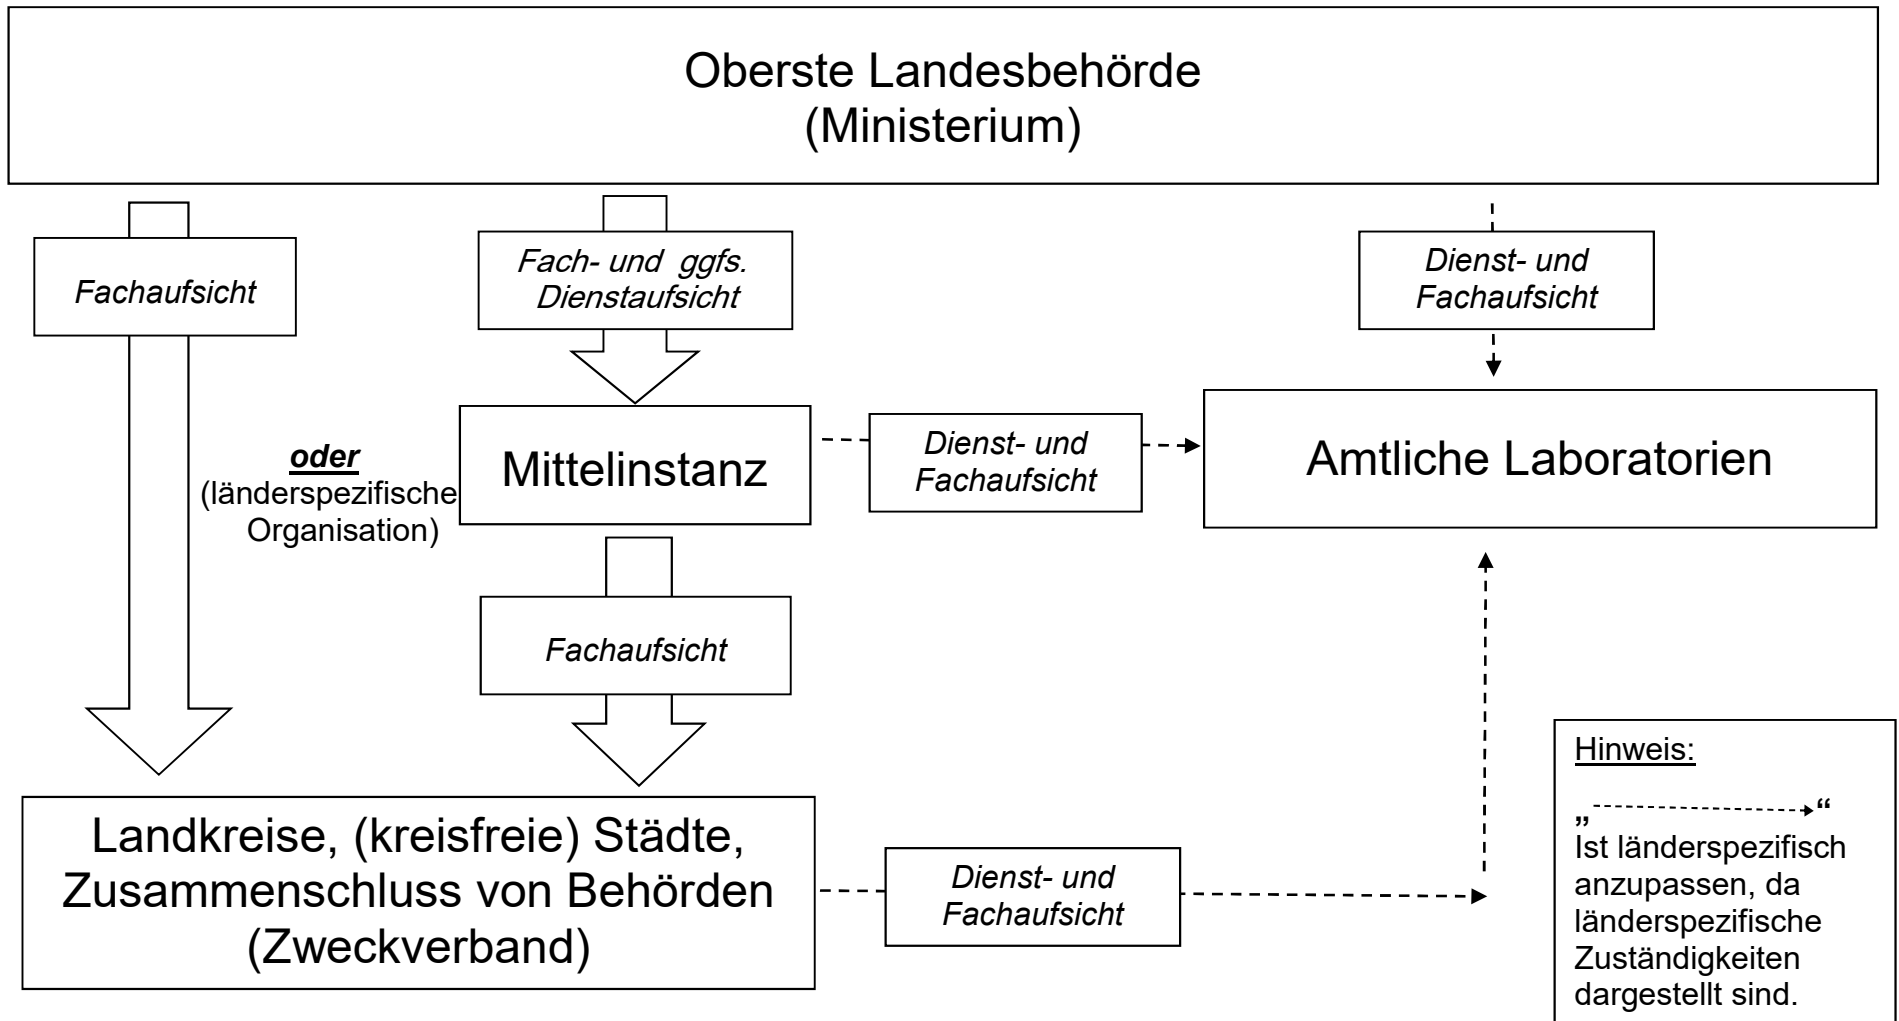 Oberste Landesbehörde
(Ministerium)
Fachaufsicht
Fach- und ggfs.
Dienstaufsicht
Dienst- und
Fachaufsicht
oder
(länderspezifische
Organisation)
Mittelinstanz
Dienst- und
Fachaufsicht
Amtliche Laboratorien
Fachaufsicht
Landkreise, (kreisfreie) Städte,
Zusammenschluss von Behörden
(Zweckverband)
Dienst- und
Fachaufsicht
Hinweis:
„ “
Ist länderspezifisch
anzupassen, da
länderspezifische
Zuständigkeiten
dargestellt sind.